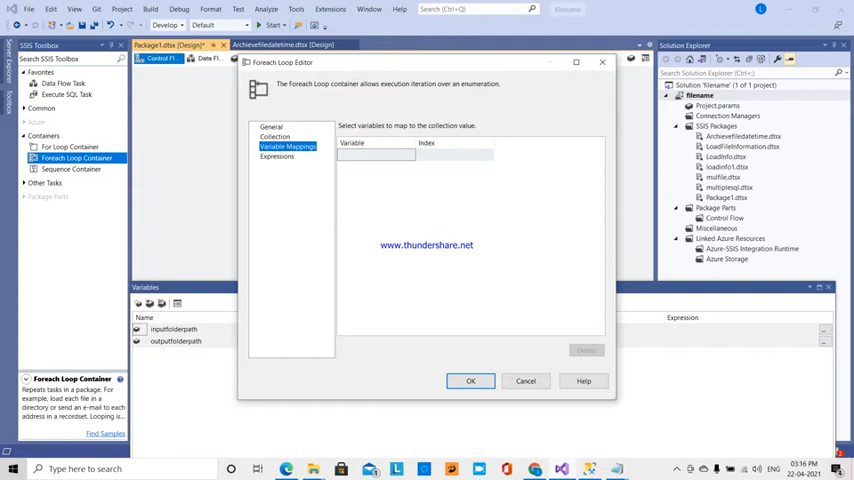 File Edit View Git Project Build Debug Format Test Analyze Tools Extensions Window Help Search (Ctrl+Q) filename L
Develop Default Start
Server Explorer
Toolbox
SSIS Toolbox
Search SSIS Toolbox
Favorites
Data Flow Task
Execute SQL Task
Common
Azure
Containers
For Loop Container
Foreach Loop Container
Sequence Container
Other Tasks
Package Parts
Foreach Loop Container
Repeats tasks in a package. For
example, load each file in a
directory or send an e-mail to each
address in a recordset. Looping is...
Find Samples
Package1.dtsx [Design]* Archievefiledatetime.dtsx [Design]
Control Fl... Data Fl...
Foreach Loop Editor
The Foreach Loop container allows execution iteration over an enumeration.
General
Collection
Variable Mappings
Expressions
Select variables to map to the collection value.
Variable Index
www.thundershare.net
Delete
OK Cancel Help
Variables
Name Expression
inputfolderpath
outputfolderpath
Solution Explorer
Search Solution Explorer (Ctrl+;)
Solution 'filename' (1 of 1 project)
filename
Project.params
Connection Managers
SSIS Packages
Archievefiledatetime.dtsx
LoadFileInformation.dtsx
LoadInfo.dtsx
loadinfo1.dtsx
mulfile.dtsx
multiplesql.dtsx
Package1.dtsx
Package Parts
Control Flow
Miscellaneous
Linked Azure Resources
Azure-SSIS Integration Runtime
Azure Storage
Type here to search
ENG
03:16 PM
22-04-2021